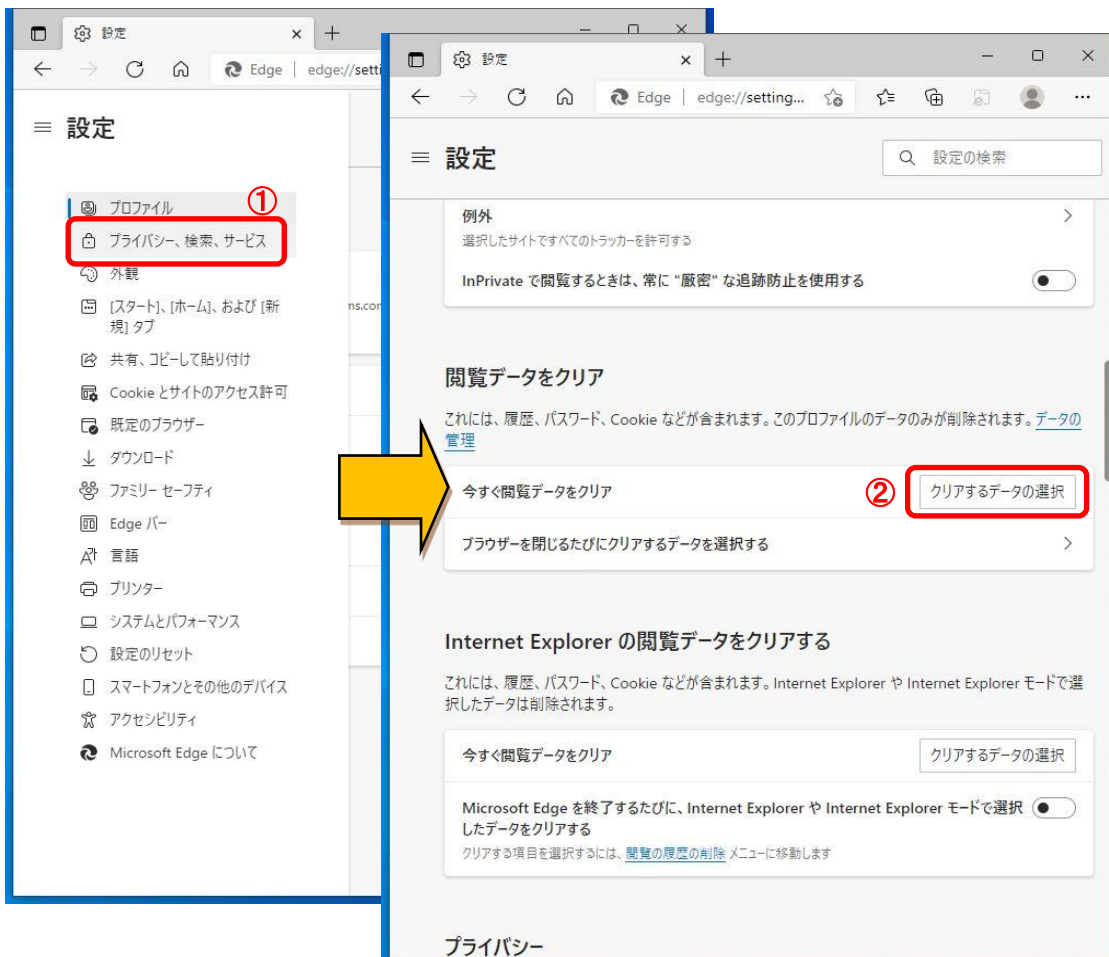 設定
Edge | edge://setti
設定
①
プロファイル
プライバシー、検索、サービス
外観
[スタート]、[ホーム]、および [新
規] タブ
共有、コピーして貼り付け
Cookie とサイトのアクセス許可
既定のブラウザー
ダウンロード
ファミリー セーフティ
Edge バー
言語
プリンター
システムとパフォーマンス
設定のリセット
スマートフォンとその他のデバイス
アクセシビリティ
Microsoft Edge について
ns.cor
設定
Edge | edge://setting...
設定
設定の検索
例外
選択したサイトですべてのトラッカーを許可する
InPrivate で閲覧するときは、常に "厳密" な追跡防止を使用する
閲覧データをクリア
これには、履歴、パスワード、Cookie などが含まれます。このプロファイルのデータのみが削除されます。データの
管理
今すぐ閲覧データをクリア ② クリアするデータの選択
ブラウザーを閉じるたびにクリアするデータを選択する
Internet Explorer の閲覧データをクリアする
これには、履歴、パスワード、Cookie などが含まれます。Internet Explorer や Internet Explorer モードで選
択したデータは削除されます。
今すぐ閲覧データをクリア クリアするデータの選択
Microsoft Edge を終了するたびに、Internet Explorer や Internet Explorer モードで選択
したデータをクリアする
クリアする項目を選択するには、閲覧の履歴の削除 メニューに移動します
プライバシー